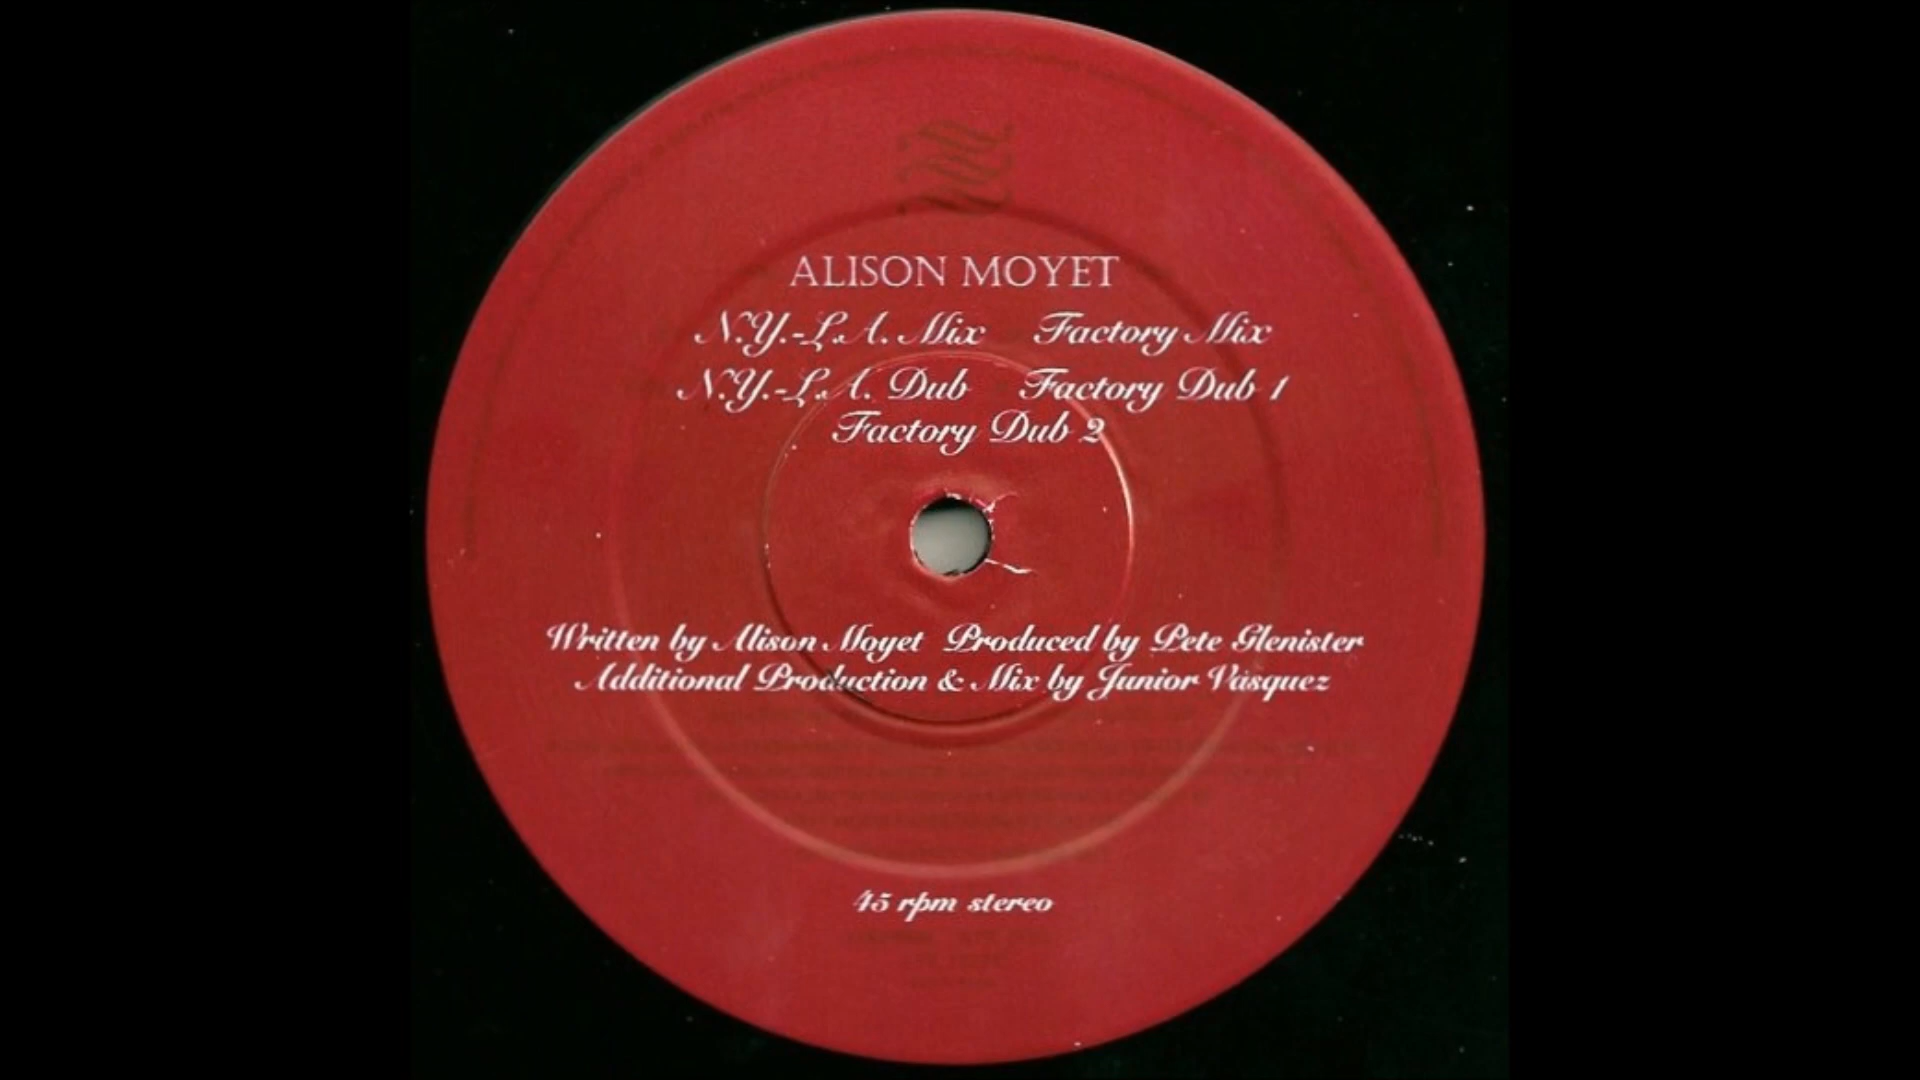 ALISON MOYET
N.Y.-L.A. Mix Factory Mix
N.Y.-L.A. Dub Factory Dub 1
Factory Dub 2
Written by Alison Moyet Produced by Pete Glenister
Additional Production & Mix by Junior Vasquez
45 rpm stereo